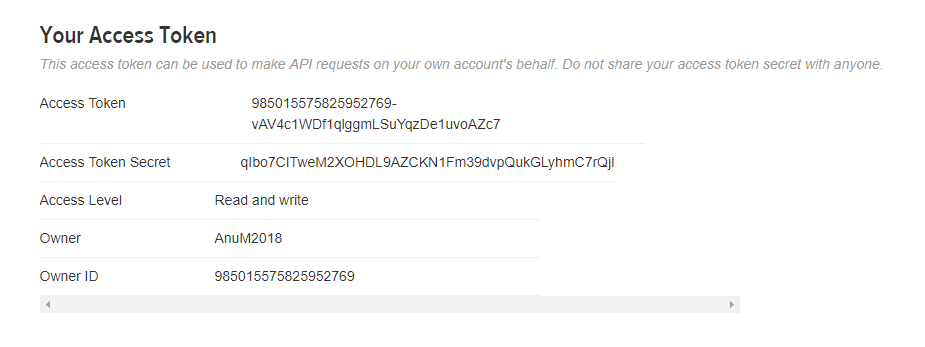 Your Access Token
This access token can be used to make API requests on your own account's behalf. Do not share your access token secret with anyone.
Access Token 985015575825952769-
Access Token Secret
Access Level Read and write
Owner AnuM2018
Owner ID 985015575825952769